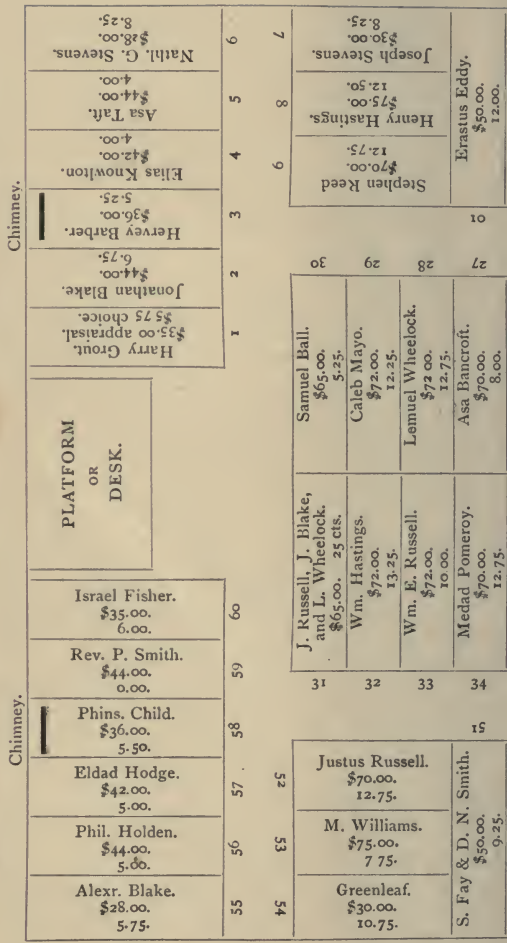 Chimney.
Nathl. G. Stevens.
$28.00.
8.25.
6
Asa Taft.
$44.00.
4.00.
5
Elias Knowlton.
$42.00.
4.00.
4
Hervey Barber.
$36.00.
5.25.
3
Jonathan Blake.
$44.00.
6.75.
2
Harry Grout.
$35.00 appraisal.
$5 75 choice.
1
7
Joseph Stevens.
$30.00.
8.25.
8
Henry Hastings.
$75.00.
12.50.
9
Stephen Reed
$70.00.
12.75.
Erastus Eddy.
$50.00.
12.00.
10
PLATFORM
OR
DESK.
30
29
28
27
Samuel Ball.
$65.00.
5.25.
Caleb Mayo.
$72.00.
12.25.
Lemuel Wheelock.
$72 00.
12.75.
Asa Bancroft.
$70.00.
8.00.
J. Russell, J. Blake,
and L. Wheelock.
$65.00. 25 cts.
Wm. Hastings.
$72.00.
13.25.
Wm. E. Russell.
$72.00.
10 00.
Medad Pomeroy.
$70.00.
12.75.
31
32
33
34
Chimney.
Israel Fisher.
$35.00.
6.00.
60
Rev. P. Smith.
$44.00.
0.00.
59
Phins. Child.
$36.00.
5.50.
58
Eldad Hodge.
$42.00.
5.00.
57
Phil. Holden.
$44.00.
5.00.
56
Alexr. Blake.
$28.00.
5.75.
55
51
52
Justus Russell.
$70.00.
12.75.
53
M. Williams.
$75.00.
7 75.
54
Greenleaf.
$30.00.
10.75.
S. Fay & D. N. Smith.
$50.00.
9.25.